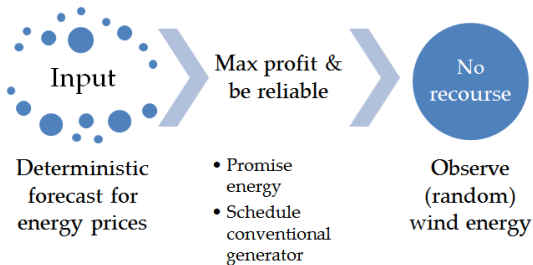 Input
Deterministic
forecast for
energy prices
Max profit &
be reliable
• Promise
energy
• Schedule
conventional
generator
No
recourse
Observe
(random)
wind energy